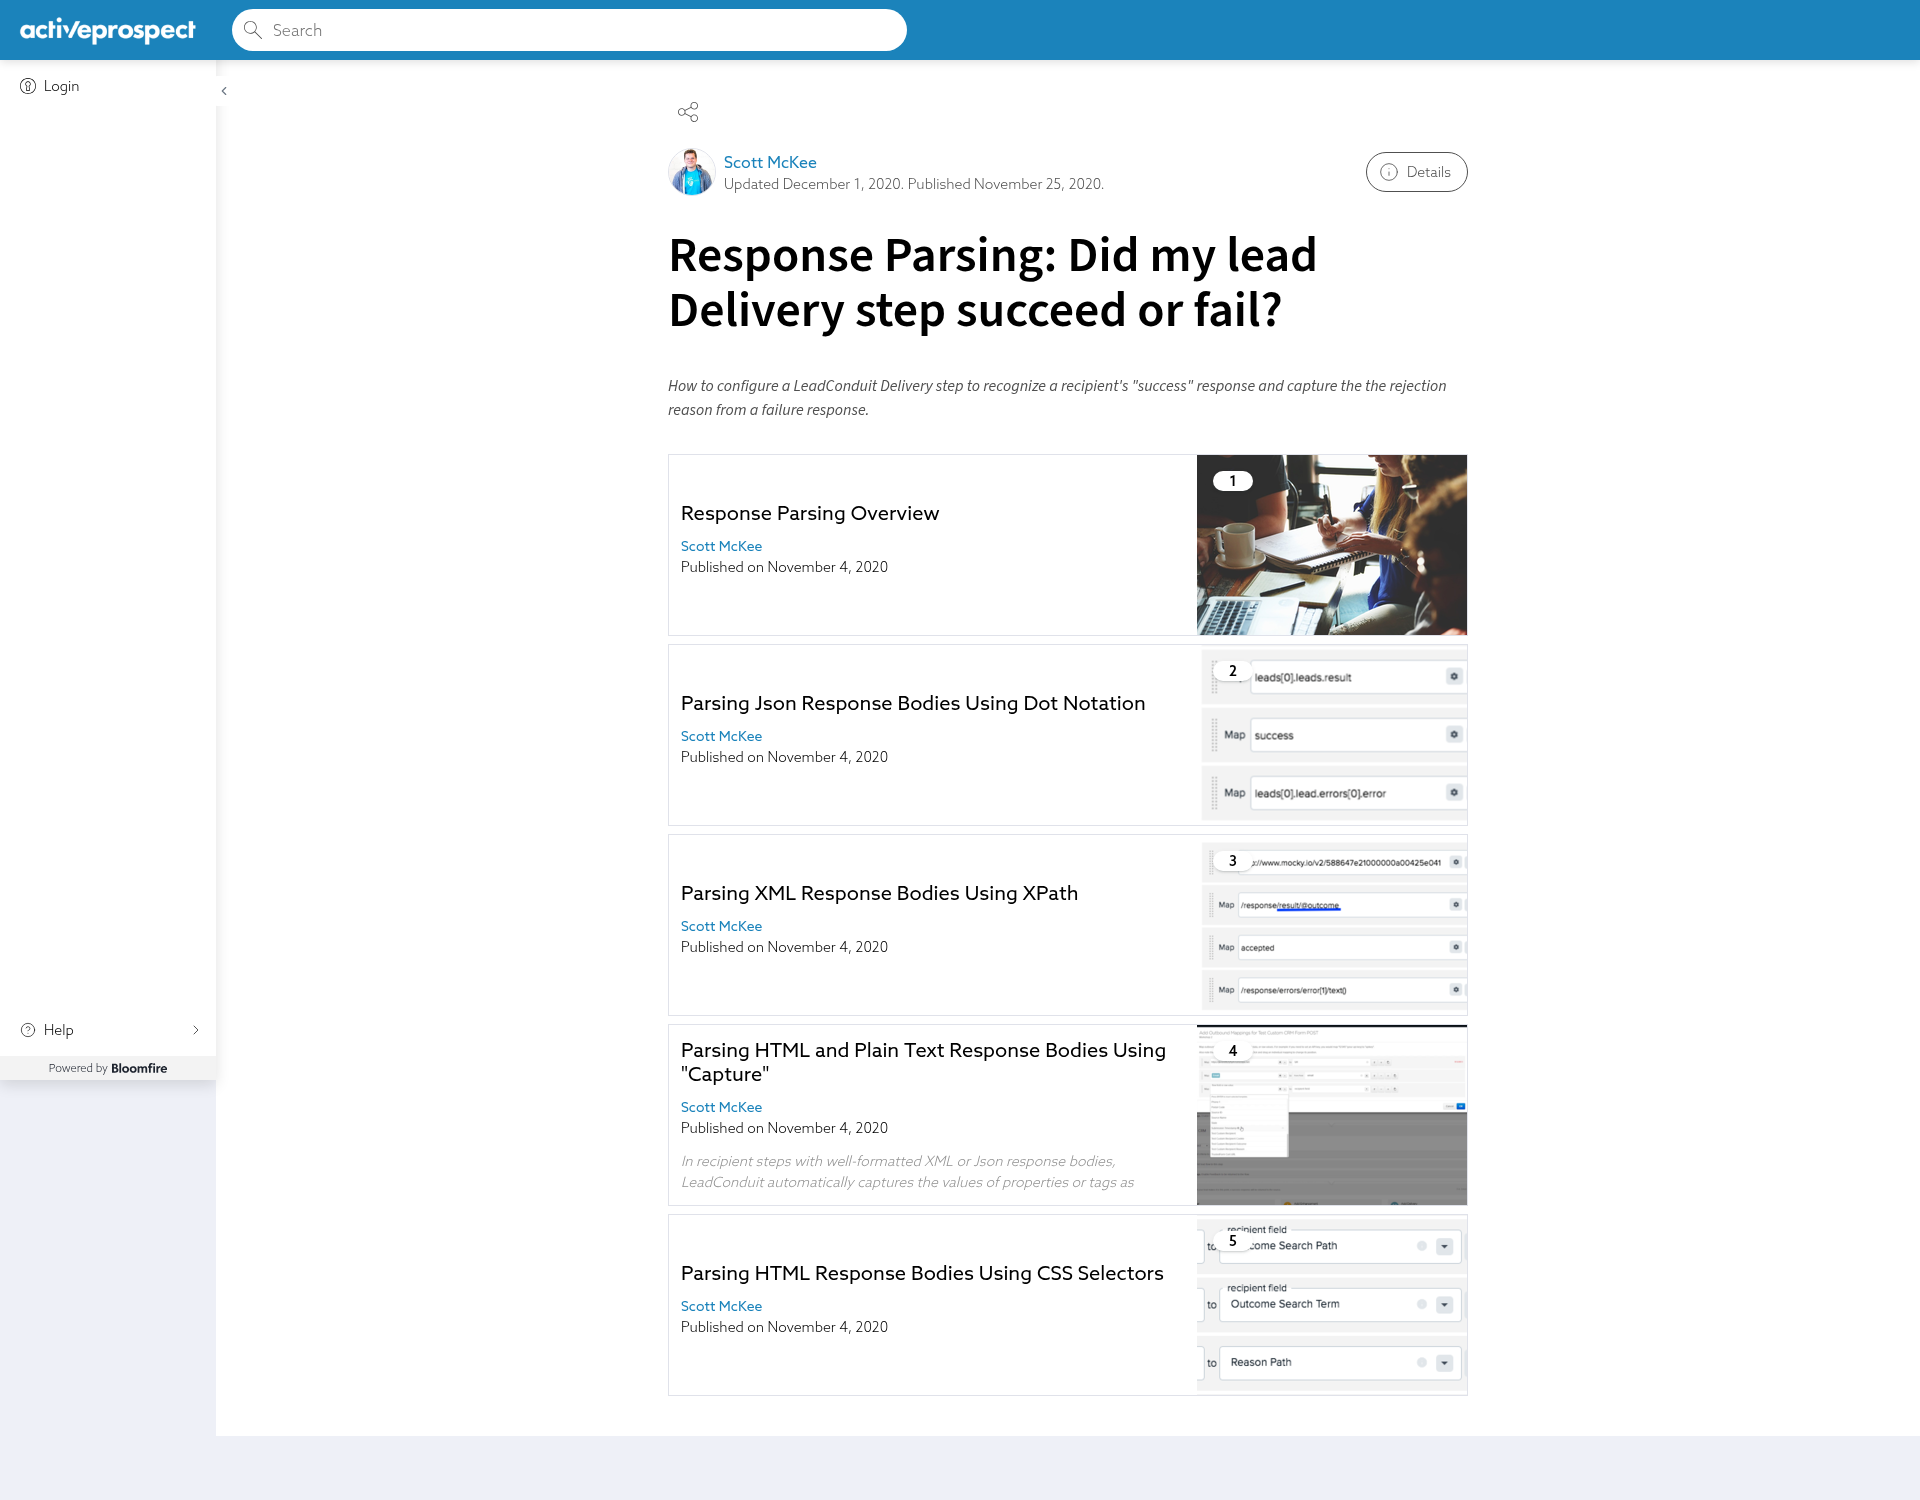 activeprospect
Search
Login
Scott McKee
Updated December 1, 2020. Published November 25, 2020.
Details
Response Parsing: Did my lead
Delivery step succeed or fail?
How to configure a LeadConduit Delivery step to recognize a recipient's "success" response and capture the the rejection
reason from a failure response.
1
Response Parsing Overview
Scott McKee
Published on November 4, 2020
2
leads[0].leads.result
Map success
Map leads[0].lead.errors[0].error
Parsing Json Response Bodies Using Dot Notation
Scott McKee
Published on November 4, 2020
3
://www.mocky.io/v2/588647e21000000a00425e041
Map /response/result/@outcome
Map accepted
Map /response/errors/error[1]/text()
Parsing XML Response Bodies Using XPath
Scott McKee
Published on November 4, 2020
Help
Powered by Bloomfire
4
Parsing HTML and Plain Text Response Bodies Using
"Capture"
Scott McKee
Published on November 4, 2020
In recipient steps with well-formatted XML or Json response bodies,
LeadConduit automatically captures the values of properties or tags as
5
recipient field
to come Search Path
recipient field
to Outcome Search Term
to Reason Path
Parsing HTML Response Bodies Using CSS Selectors
Scott McKee
Published on November 4, 2020